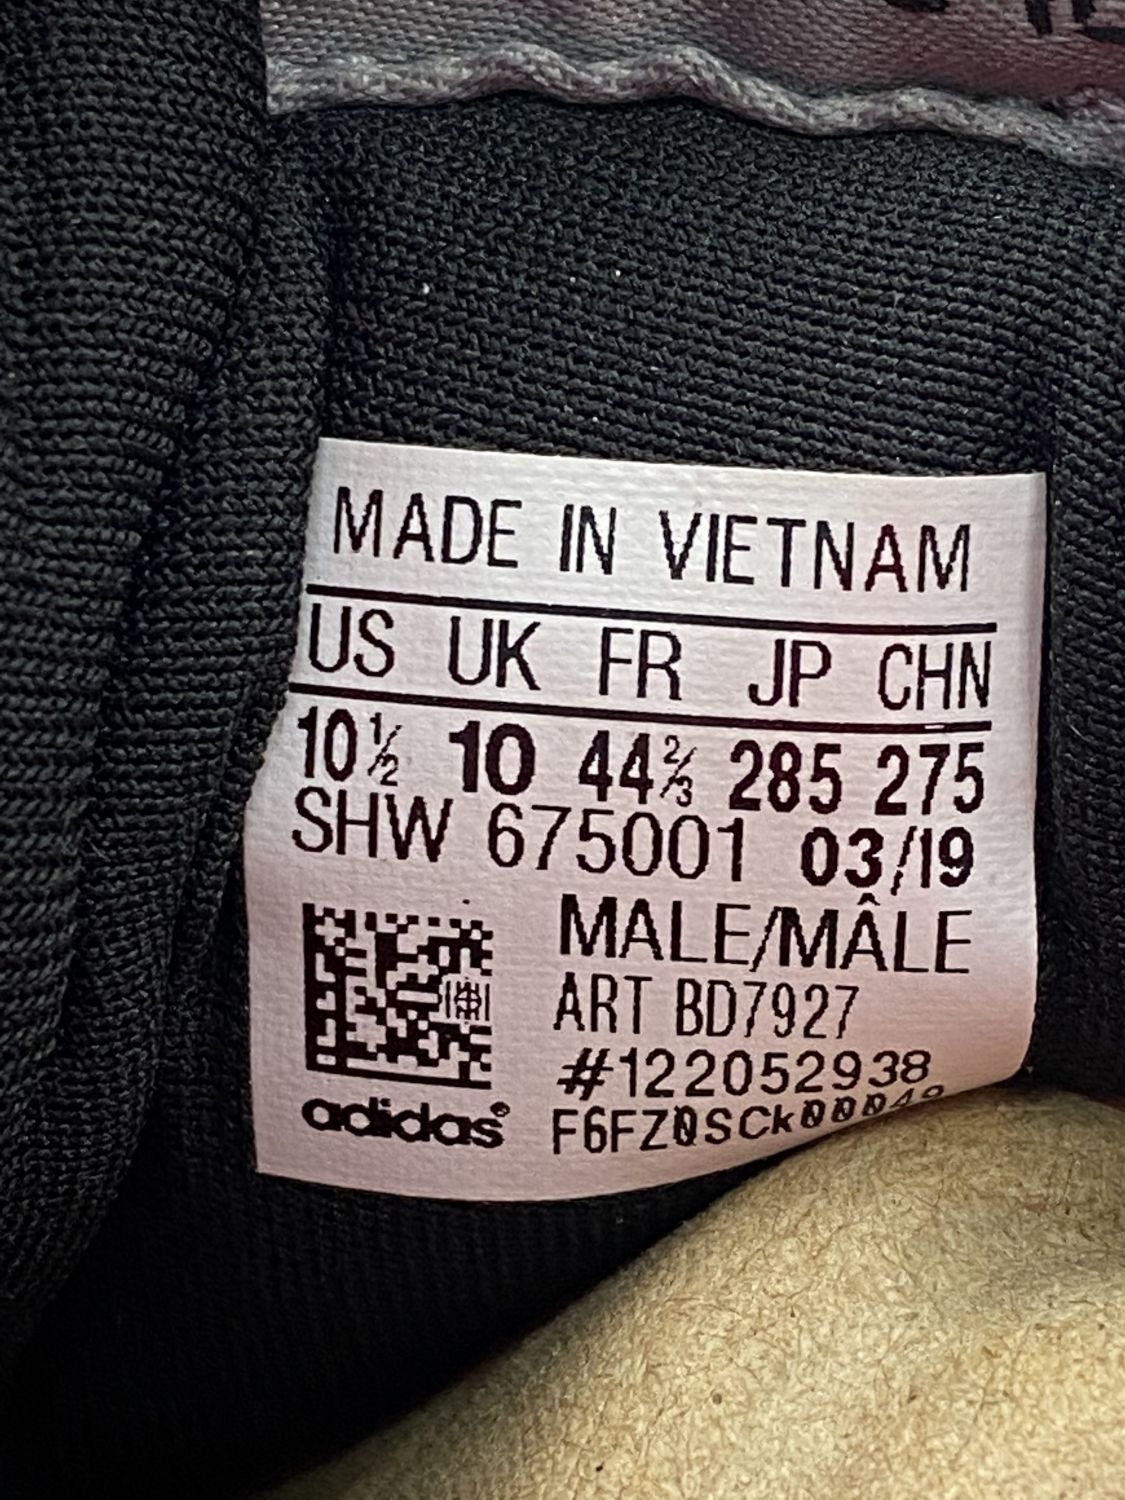 MADE IN VIETNAM
US UK FR JP CHN
10½ 10 44⅔ 285 275
SHW 675001 03/19
MALE/MÂLE
ART BD7927
#122052938
adidas®